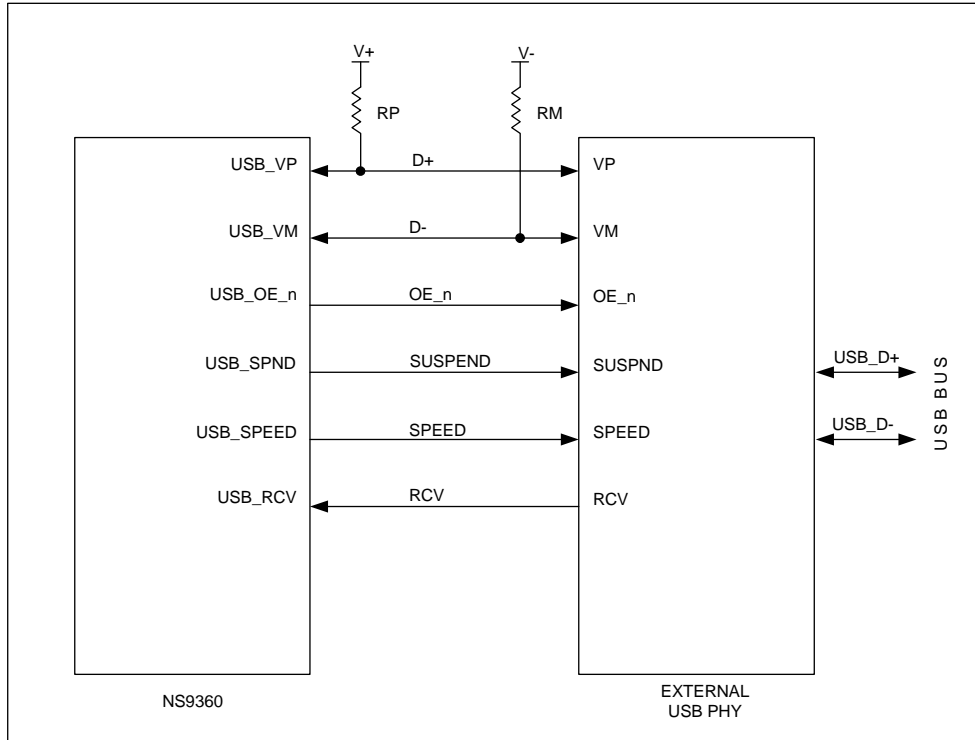 V+
V-
RP
RM
USB_VP
D+
VP
USB_VM
D-
VM
USB_OE_n
OE_n
OE_n
USB_SPND
SUSPEND
SUSPND
USB_D+
USB_SPEED
SPEED
SPEED
USB_D-
USB BUS
USB_RCV
RCV
RCV
NS9360
EXTERNAL
USB PHY